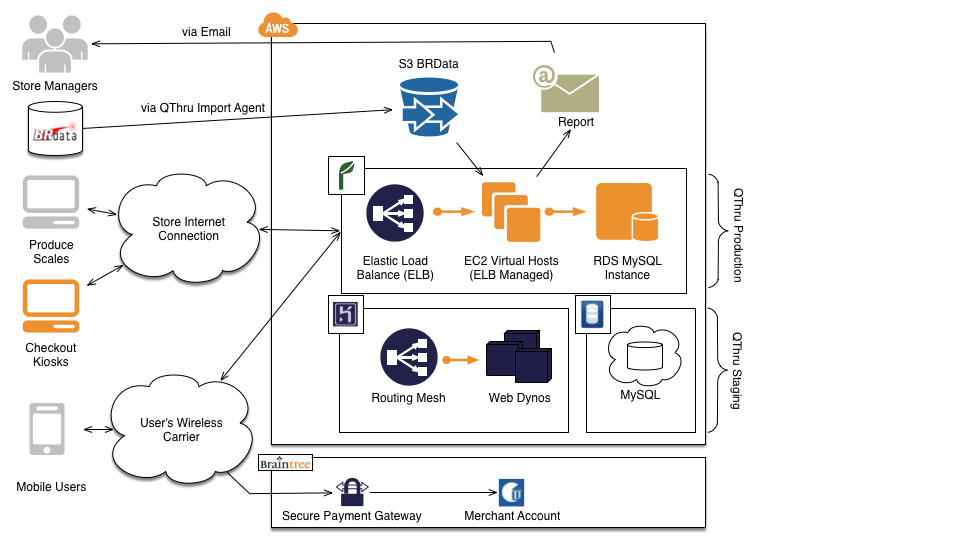 via Email
AWS
Store Managers
S3 BRData
@
via QThru Import Agent
Report
BRdata
Store Internet
Connection
Produce
Scales
Elastic Load
Balance (ELB)
EC2 Virtual Hosts
(ELB Managed)
RDS MySQL
Instance
QThru Production
Checkout
Kiosks
Routing Mesh
Web Dynos
MySQL
QThru Staging
User's Wireless
Carrier
Mobile Users
Braintree
Secure Payment Gateway
Merchant Account